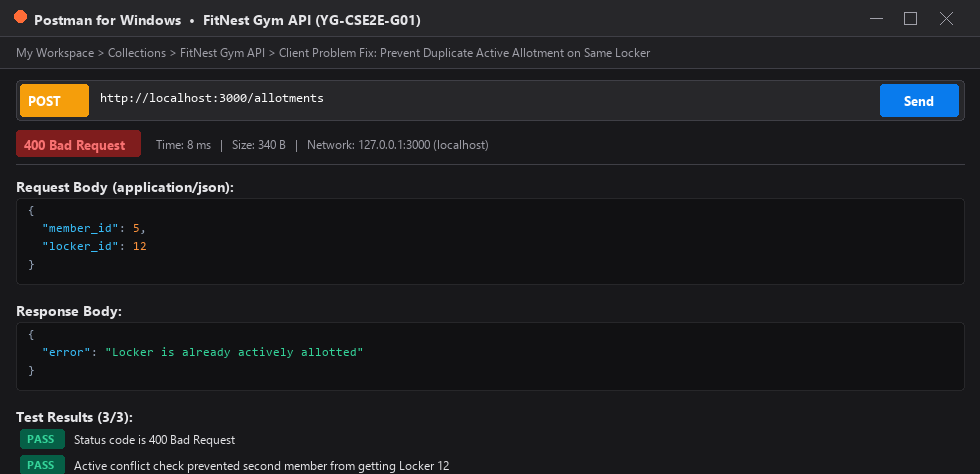 Postman for Windows • FitNest Gym API (YG-CSE2E-G01)
My Workspace > Collections > FitNest Gym API > Client Problem Fix: Prevent Duplicate Active Allotment on Same Locker
POST http://localhost:3000/allotments Send
400 Bad Request Time: 8 ms | Size: 340 B | Network: 127.0.0.1:3000 (localhost)
Request Body (application/json):
{
"member_id": 5,
"locker_id": 12
}
Response Body:
{
"error": "Locker is already actively allotted"
}
Test Results (3/3):
PASS Status code is 400 Bad Request
PASS Active conflict check prevented second member from getting Locker 12